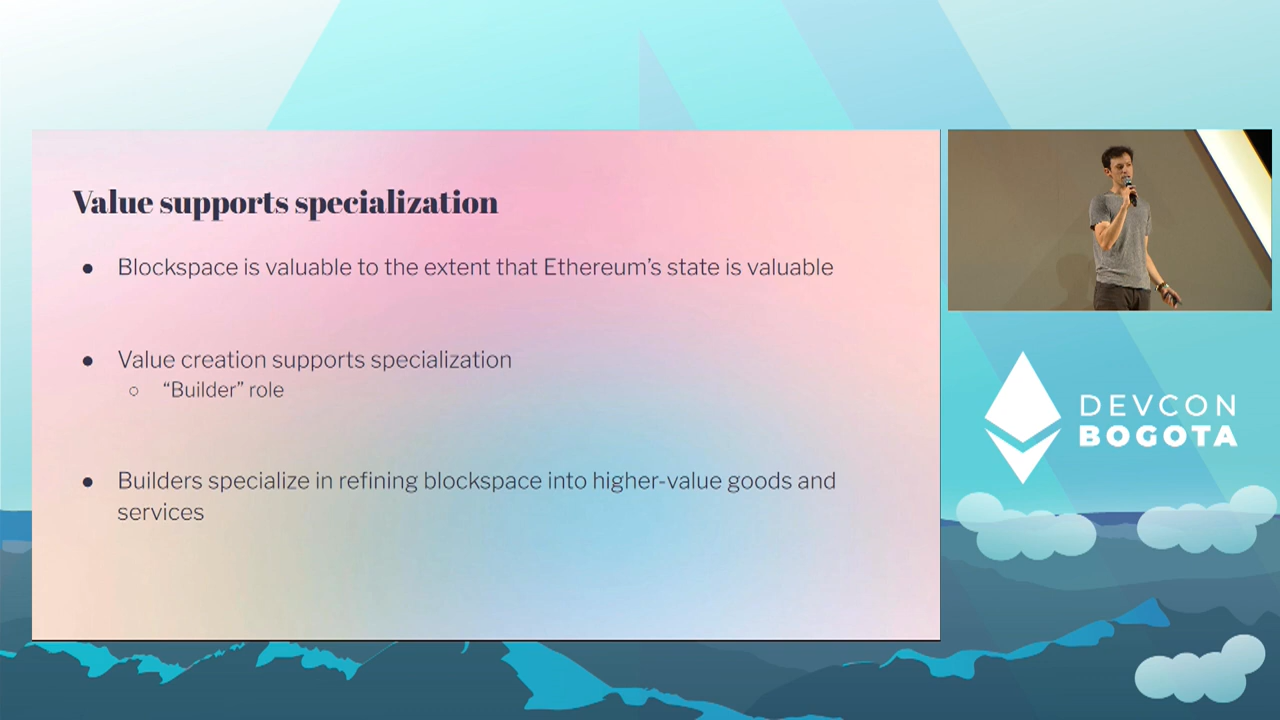 Value supports specialization
● Blockspace is valuable to the extent that Ethereum’s state is valuable
● Value creation supports specialization
○ “Builder” role
● Builders specialize in refining blockspace into higher-value goods and
services
DEVCON
BOGOTA